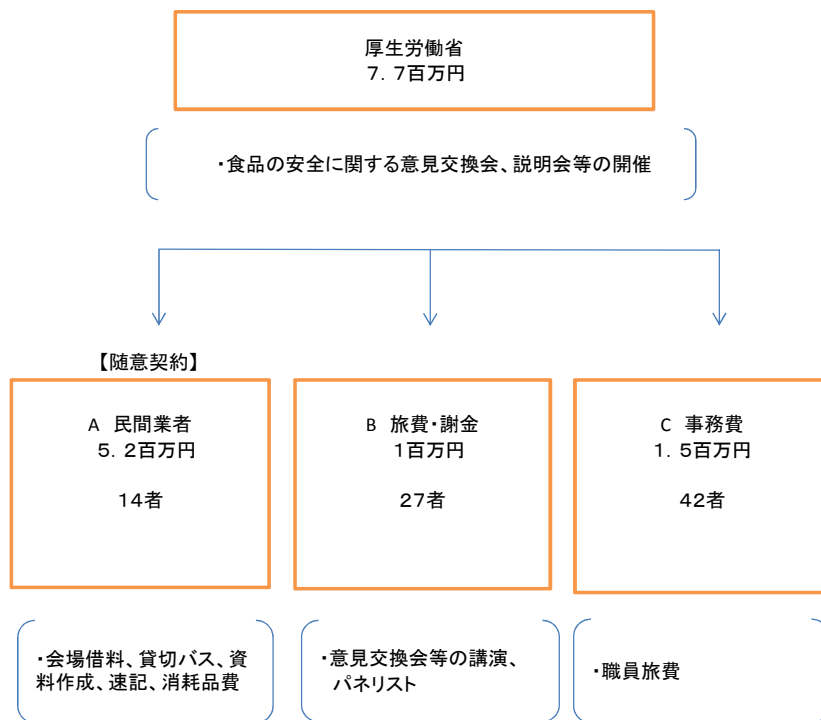 厚生労働省
7．7百万円
・食品の安全に関する意見交換会、説明会等の開催
【随意契約】
A 民間業者
5．2百万円
14者
B 旅費・謝金
1百万円
27者
C 事務費
1．5百万円
42者
・会場借料、貸切バス、資
料作成、速記、消耗品費
・意見交換会等の講演、
パネリスト
・職員旅費